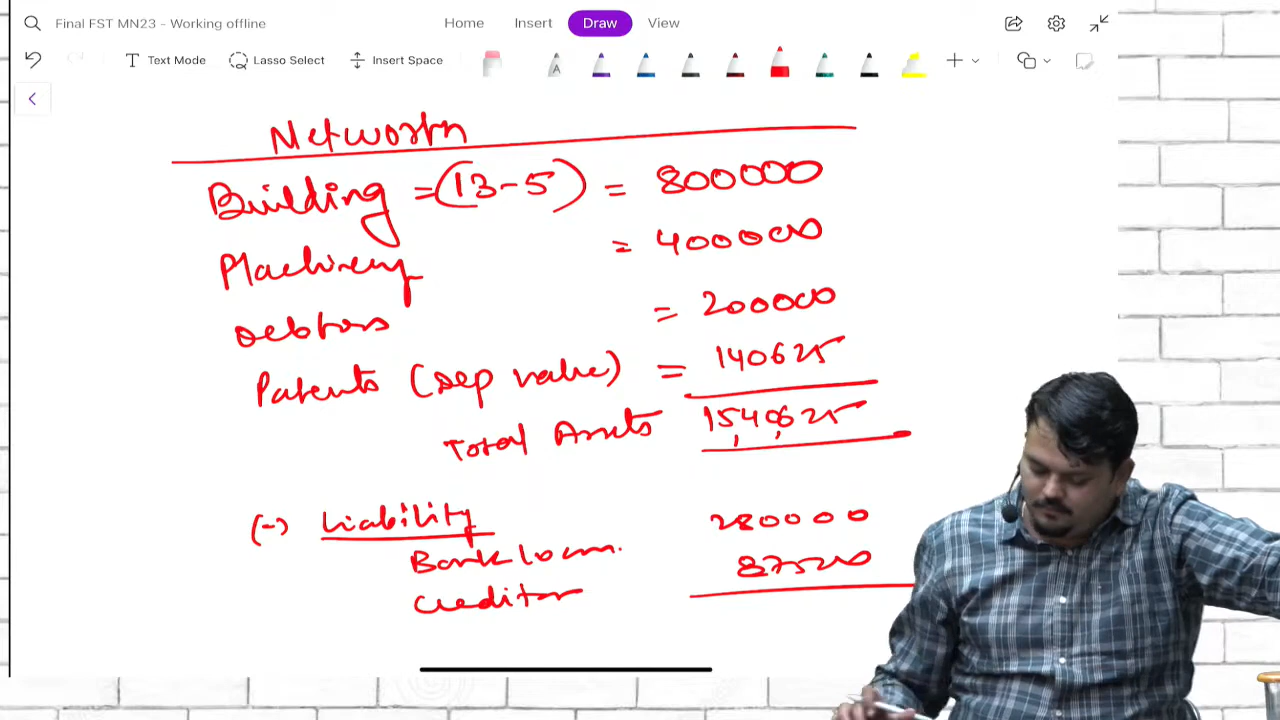 Final FST MN23 - Working offline
Home Insert Draw View
Text Mode Lasso Select Insert Space
A
Networth
Building = (13-5) = 800000
Machinery = 400000
Debtors = 200000
Patents (Sep value) = 140625
Total Assets 1540625
(-) Liability
Bank loan. 280000
Creditor 87500